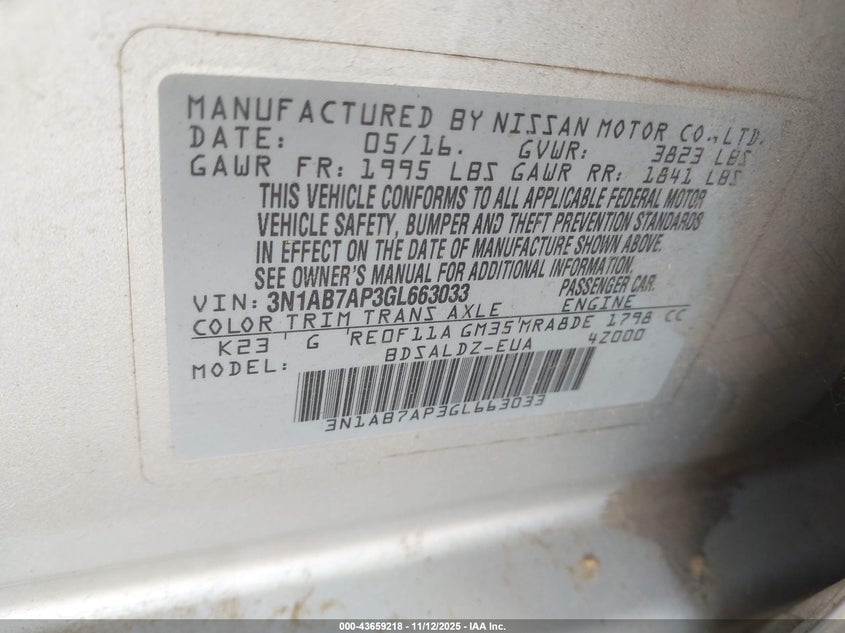 MANUFACTURED BY NISSAN MOTOR CO., LTD.
DATE: 05/16. GVWR: 3823 LBS
GAWR FR: 1995 LBS GAWR RR: 1841 LBS
THIS VEHICLE CONFORMS TO ALL APPLICABLE FEDERAL MOTOR
VEHICLE SAFETY, BUMPER AND THEFT PREVENTION STANDARDS
IN EFFECT ON THE DATE OF MANUFACTURE SHOWN ABOVE.
SEE OWNER'S MANUAL FOR ADDITIONAL INFORMATION.
VIN: 3N1AB7AP3GL663033 PASSENGER CAR.
COLOR TRIM TRANS AXLE ENGINE
K23 G RE0F11A GM35 MRA8DE 1798 CC
MODEL: BDSALDZ-EUA 4Z000
3N1AB7AP3GL663033
000-43659218 - 11/12/2025 - IAA Inc.